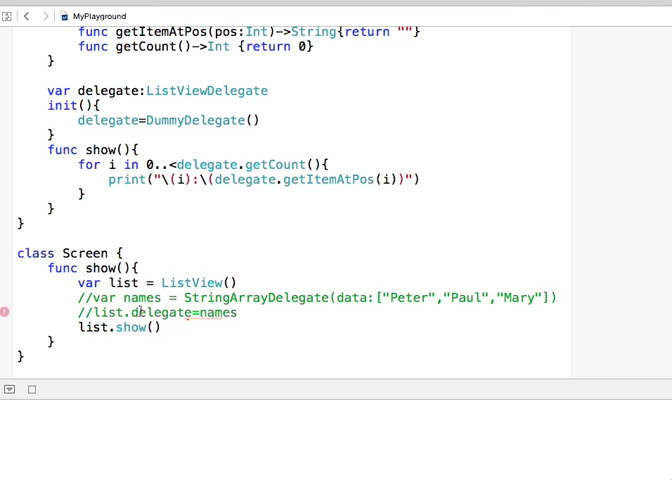 MyPlayground
func getItemAtPos(pos:Int)->String{return ""}
func getCount()->Int {return 0}
}
var delegate:ListViewDelegate
init(){
delegate=DummyDelegate()
}
func show(){
for i in 0..<delegate.getCount(){
print("\(i):\(delegate.getItemAtPos(i))")
}
}
}
class Screen {
func show(){
var list = ListView()
//var names = StringArrayDelegate(data:["Peter","Paul","Mary"])
//list.delegate=names
list.show()
}
}